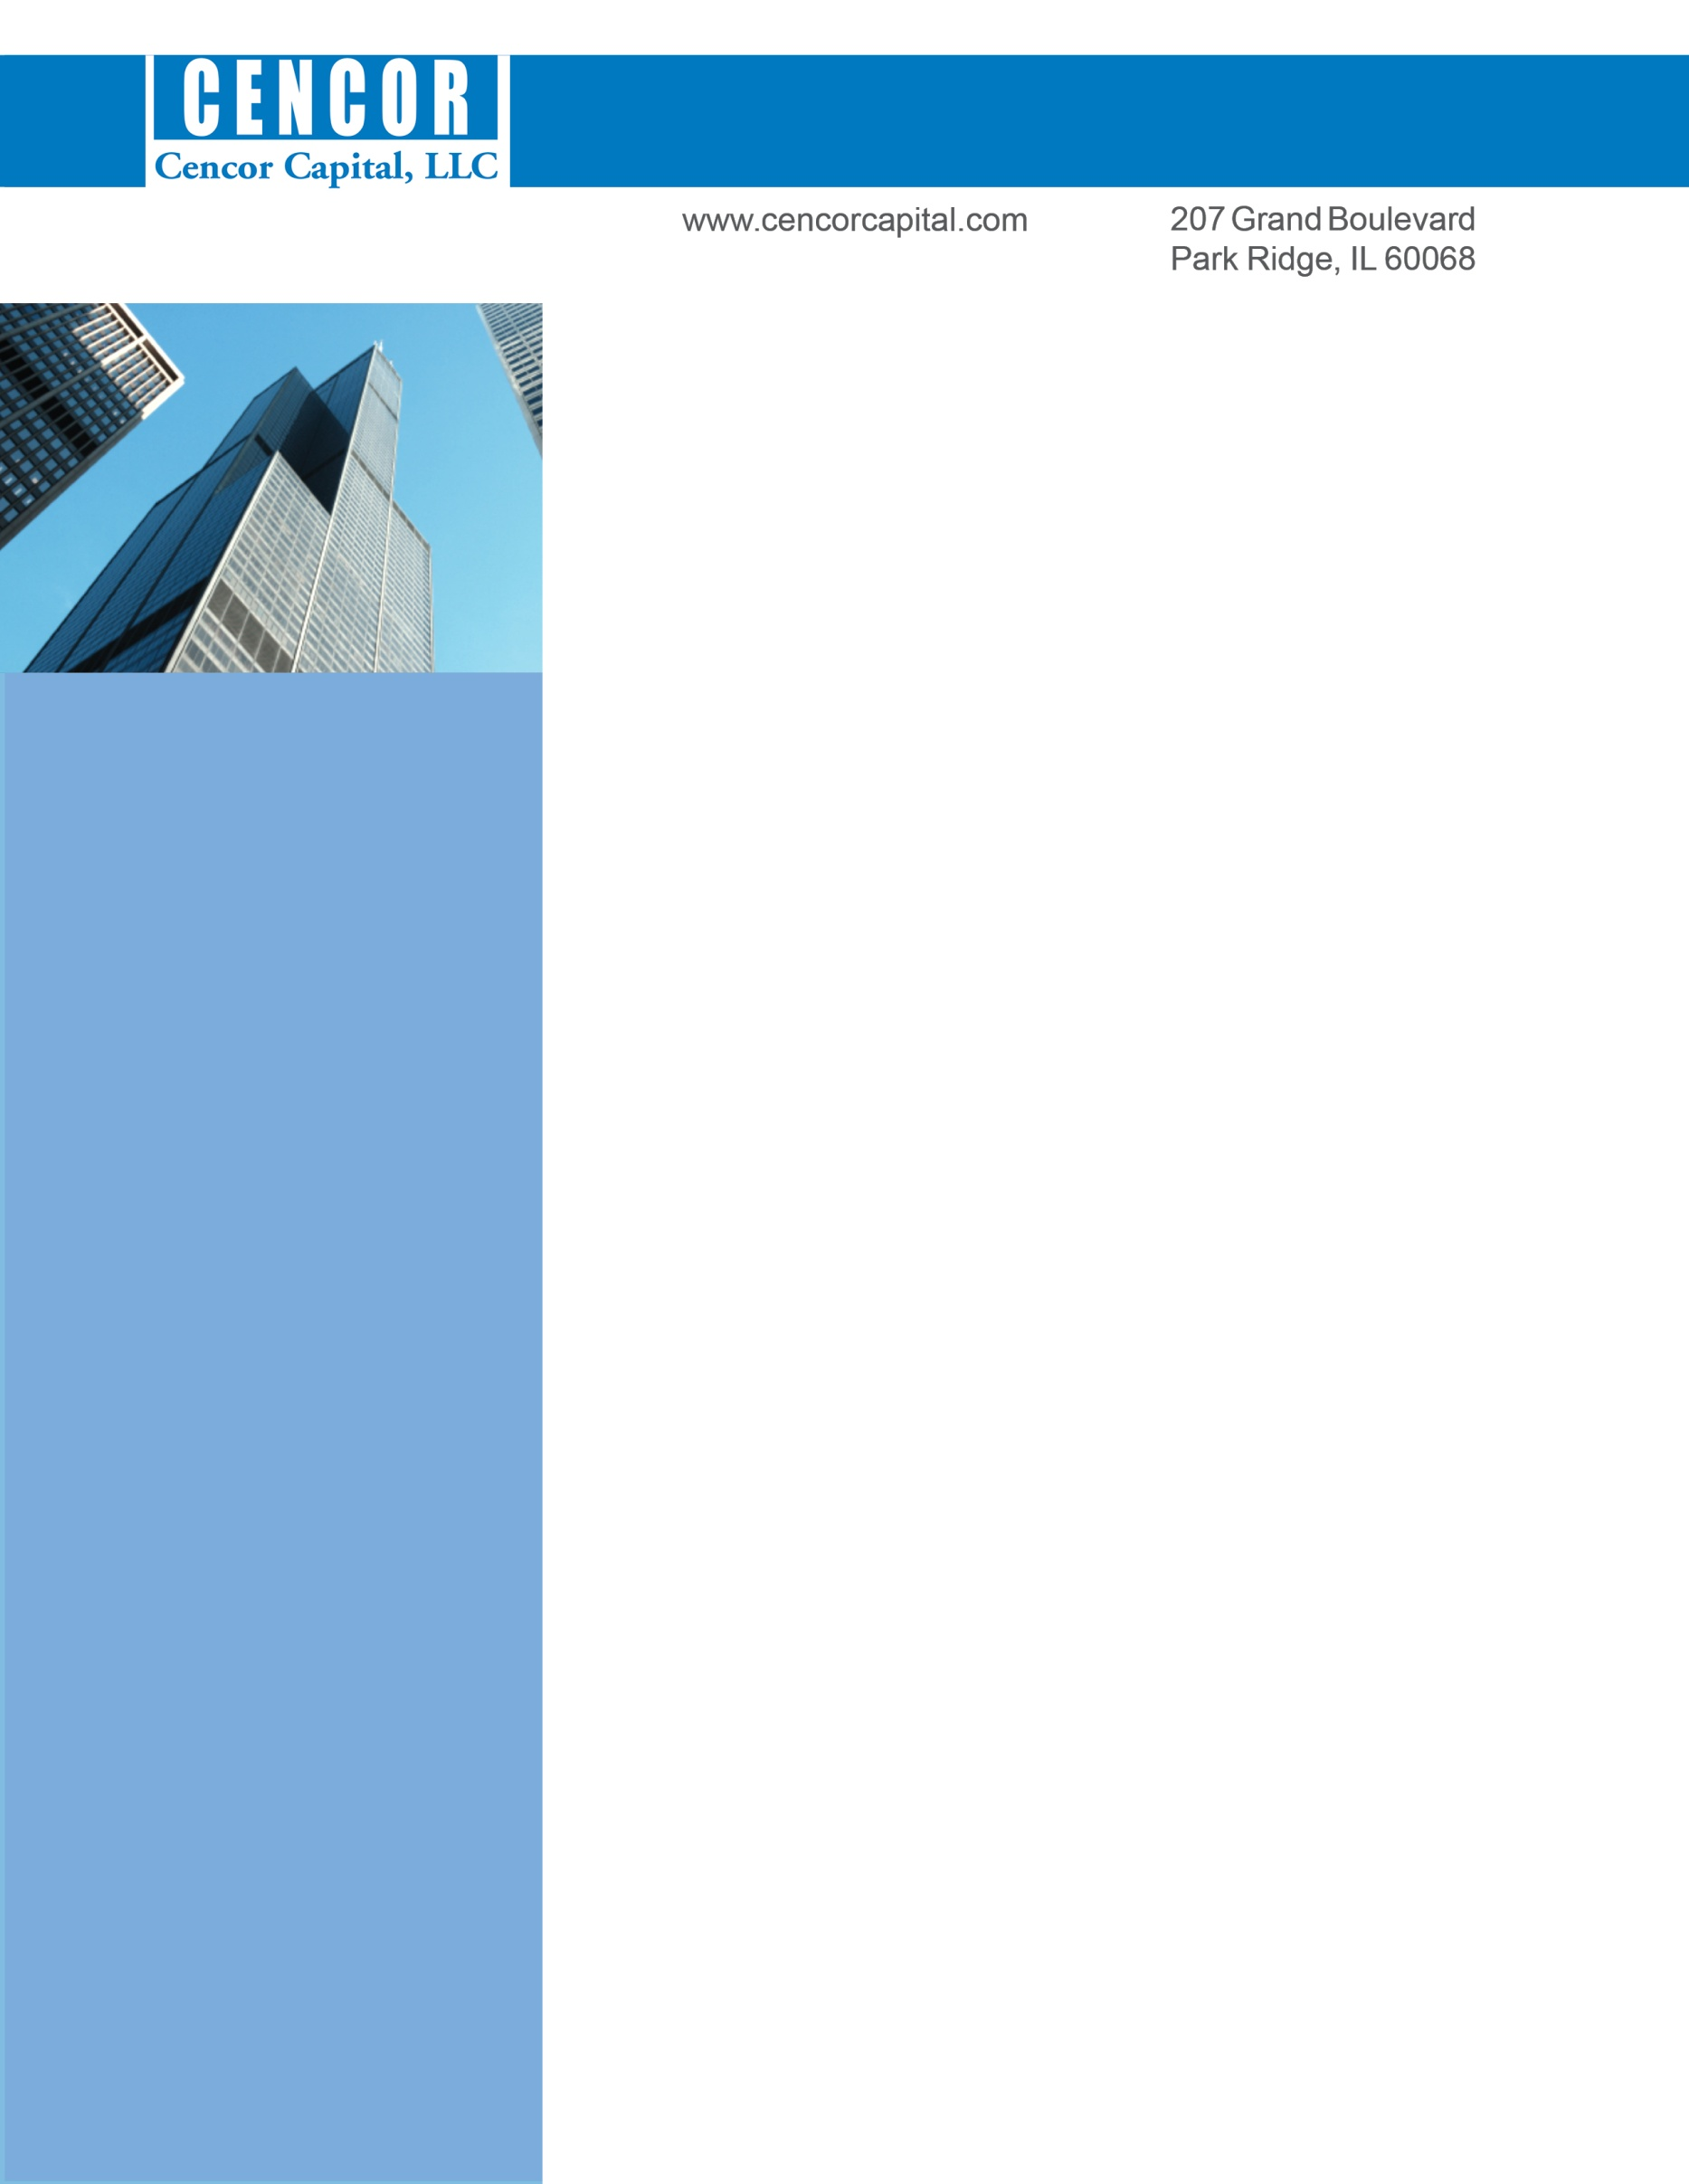 CENCOR
Cencor Capital, LLC
www.cencorcapital.com
207 Grand Boulevard
Park Ridge, IL 60068